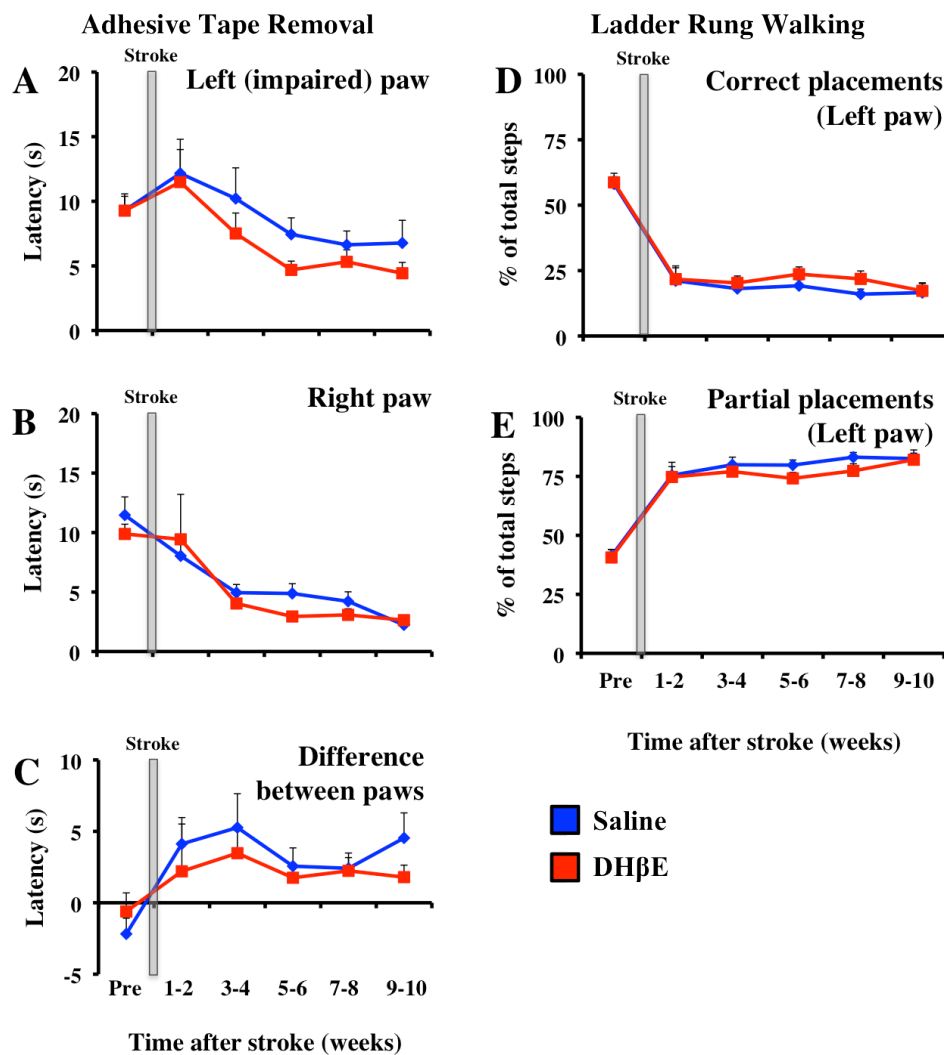 Adhesive Tape Removal
Ladder Rung Walking
A
Stroke
Left (impaired) paw
Latency (s)
20
15
10
5
0
B
Stroke
Right paw
Latency (s)
20
15
10
5
0
C
Stroke
Difference
between paws
Latency (s)
10
5
0
-5
Pre 1-2 3-4 5-6 7-8 9-10
Time after stroke (weeks)
D
Stroke
Correct placements
(Left paw)
% of total steps
100
75
50
25
0
E
Stroke
Partial placements
(Left paw)
% of total steps
100
75
50
25
0
Pre 1-2 3-4 5-6 7-8 9-10
Time after stroke (weeks)
Saline
DHβE